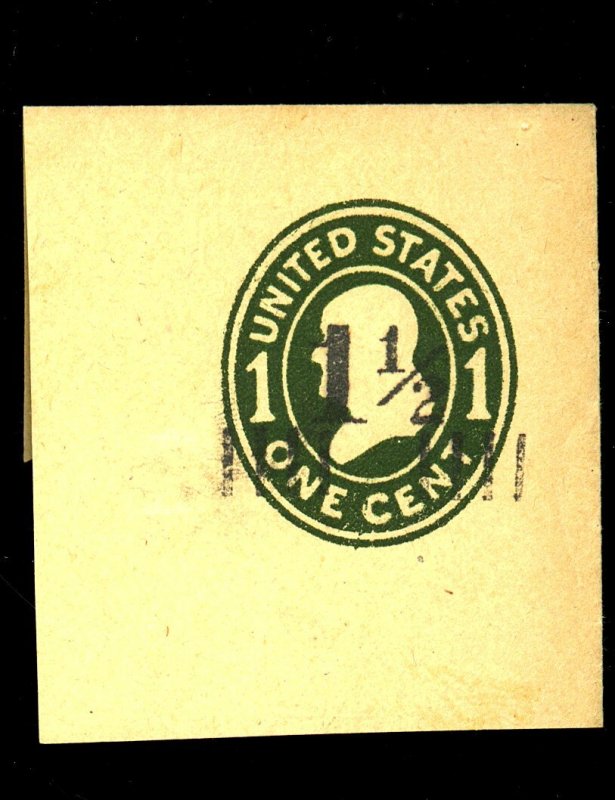 UNITED STATES
1 1
1 1/2
ONE CENT